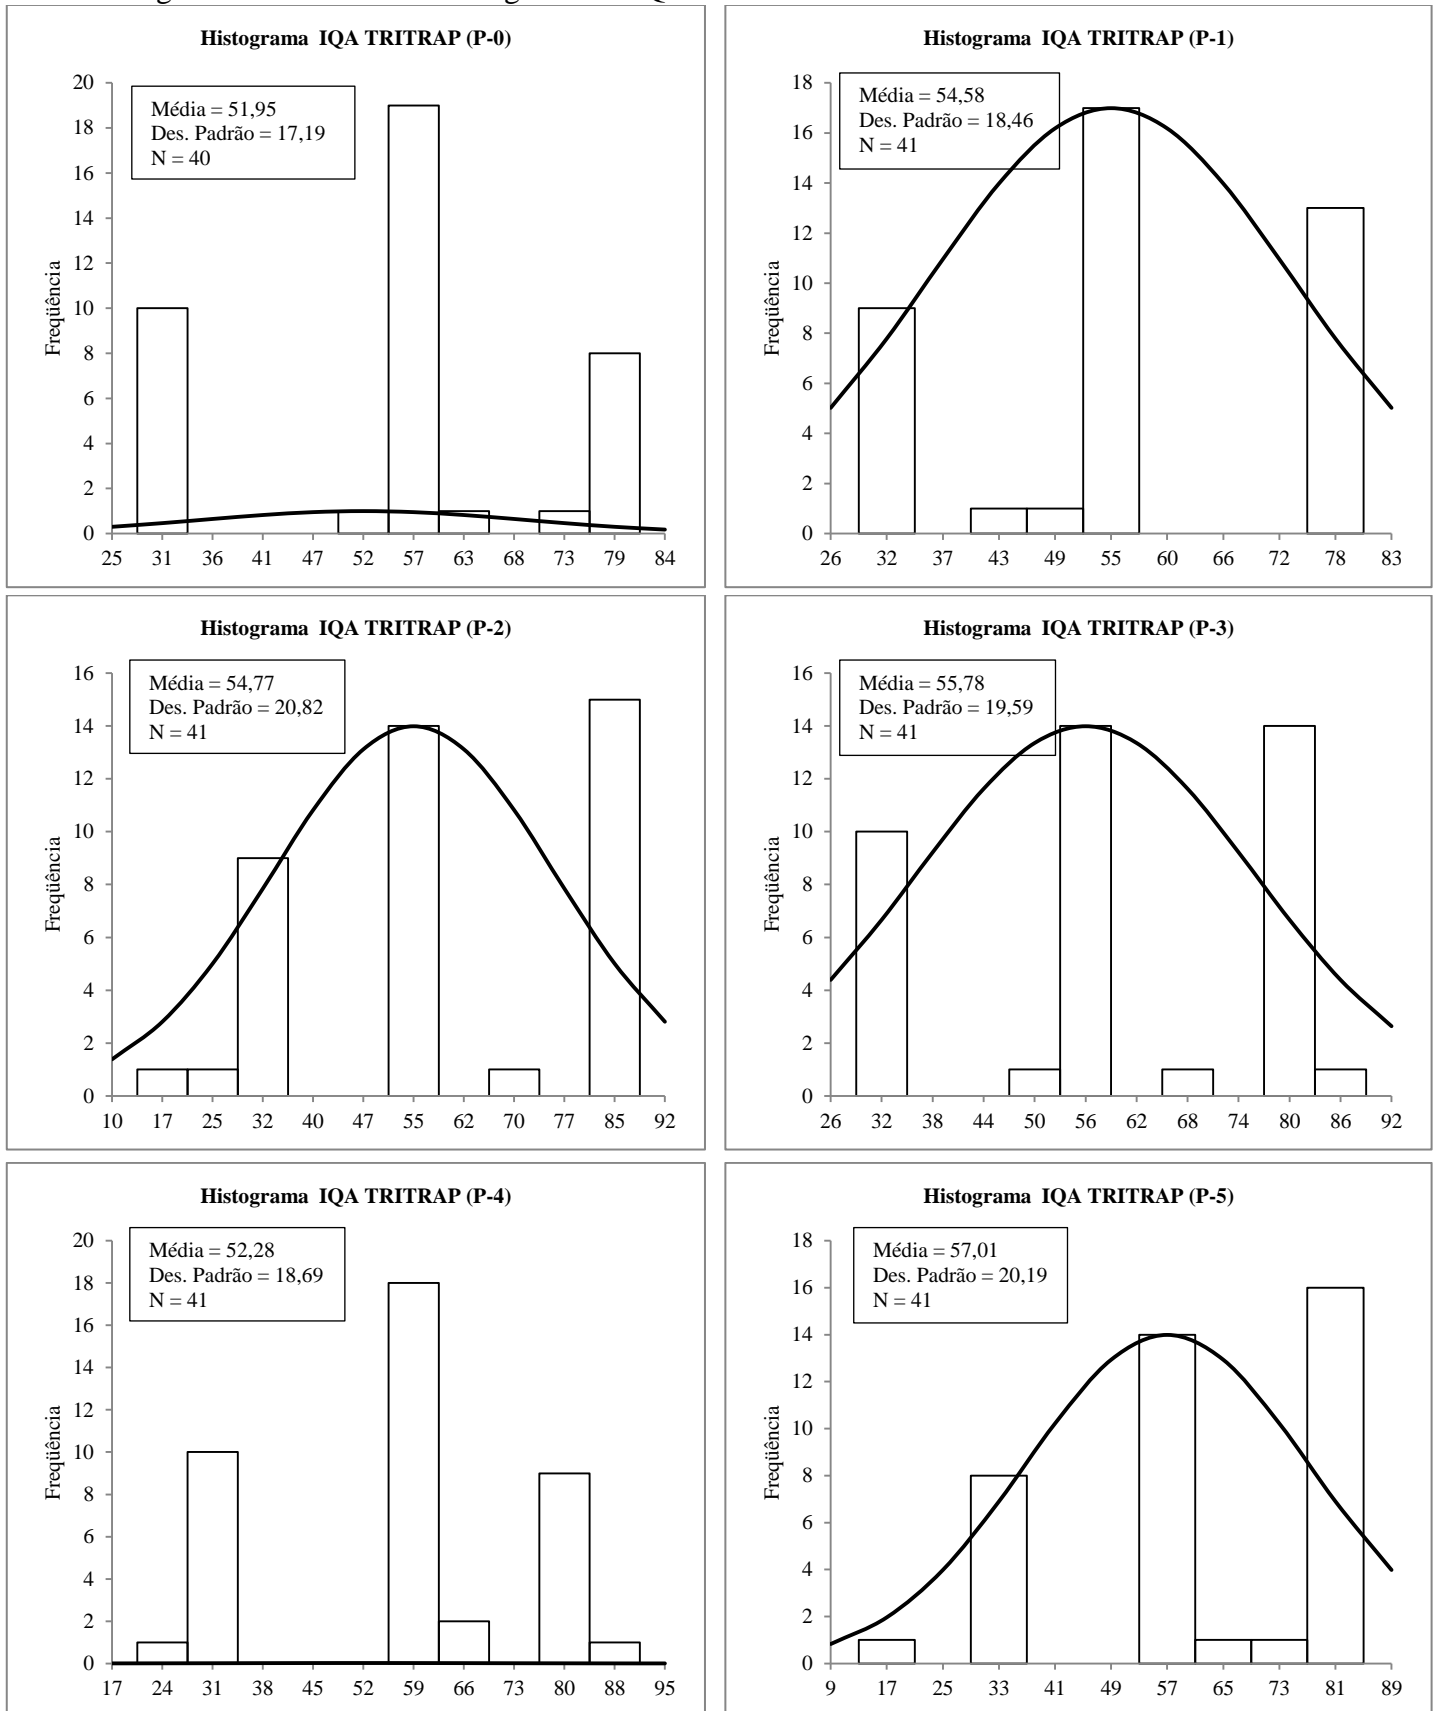 Histograma IQA TRITRAP (P-0)
Média = 51,95
Des. Padrão = 17,19
N = 40
Freqüência
20
18
16
14
12
10
8
6
4
2
0
25 31 36 41 47 52 57 63 68 73 79 84
Histograma IQA TRITRAP (P-1)
Média = 54,58
Des. Padrão = 18,46
N = 41
Freqüência
18
16
14
12
10
8
6
4
2
0
26 32 37 43 49 55 60 66 72 78 83
Histograma IQA TRITRAP (P-2)
Média = 54,77
Des. Padrão = 20,82
N = 41
Freqüência
16
14
12
10
8
6
4
2
0
10 17 25 32 40 47 55 62 70 77 85 92
Histograma IQA TRITRAP (P-3)
Média = 55,78
Des. Padrão = 19,59
N = 41
Freqüência
16
14
12
10
8
6
4
2
0
26 32 38 44 50 56 62 68 74 80 86 92
Histograma IQA TRITRAP (P-4)
Média = 52,28
Des. Padrão = 18,69
N = 41
Freqüência
20
18
16
14
12
10
8
6
4
2
0
17 24 31 38 45 52 59 66 73 80 88 95
Histograma IQA TRITRAP (P-5)
Média = 57,01
Des. Padrão = 20,19
N = 41
Freqüência
18
16
14
12
10
8
6
4
2
0
9 17 25 33 41 49 57 65 73 81 89